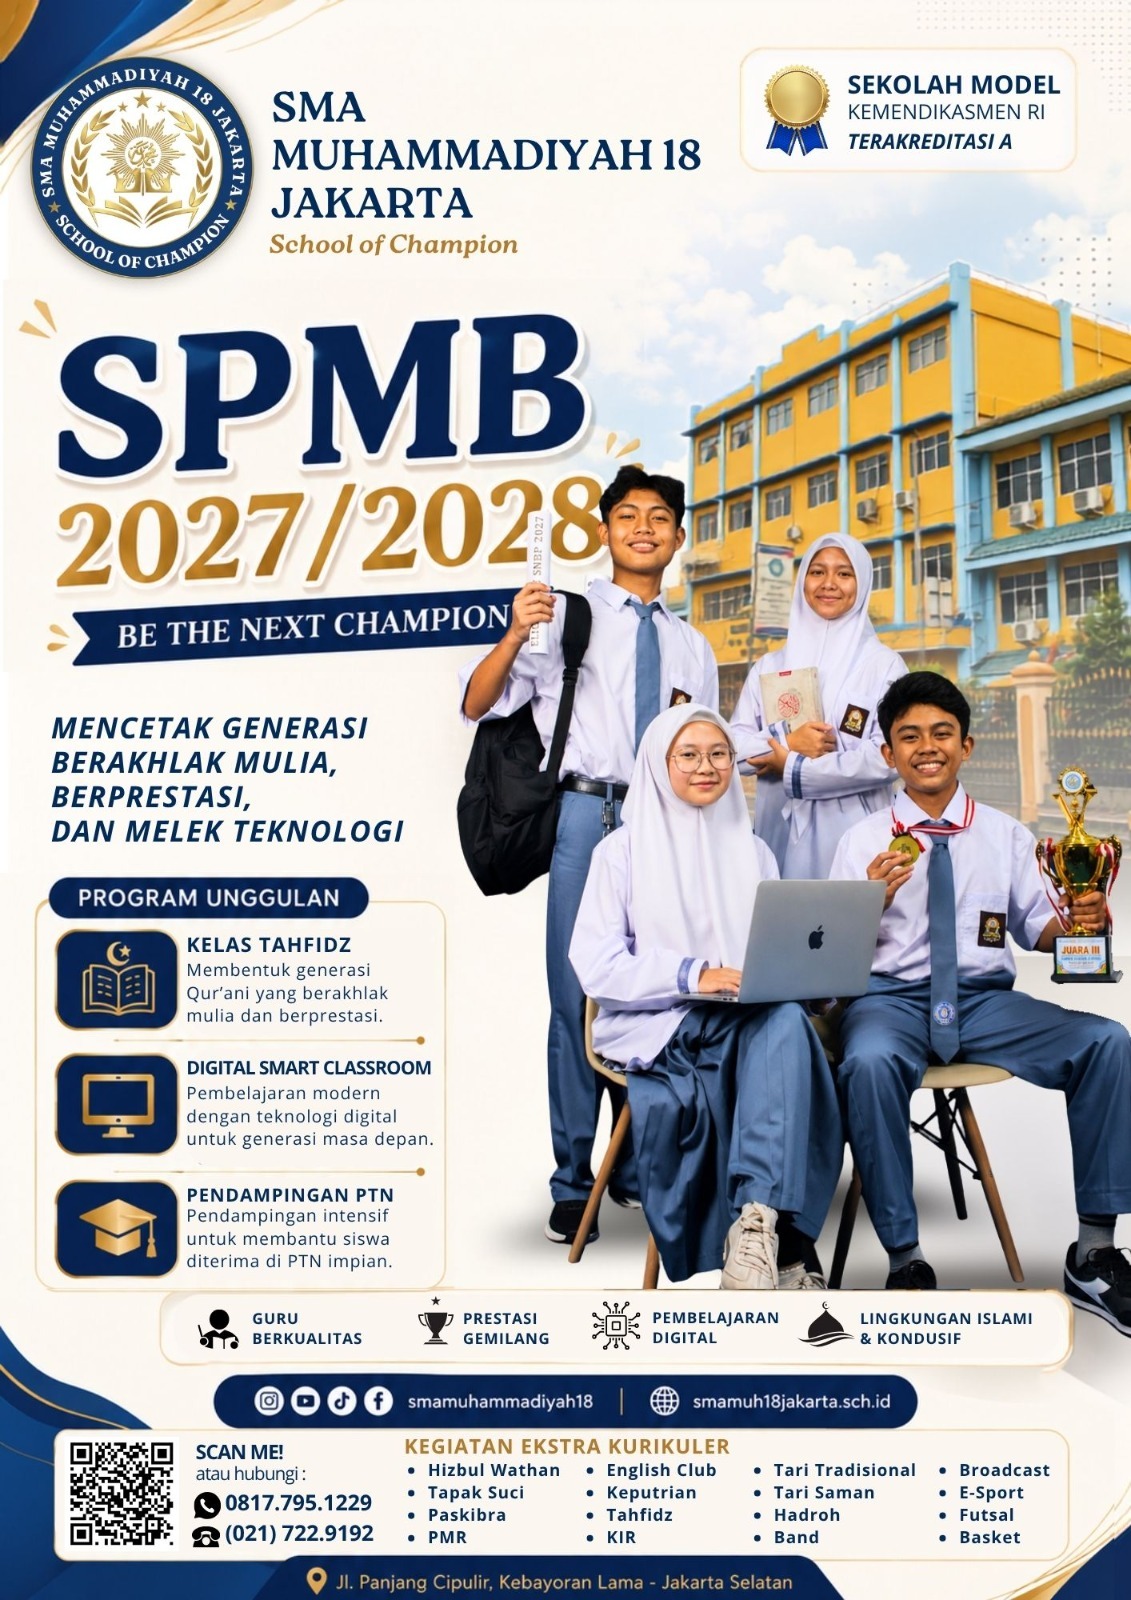 SMA MUHAMMADIYAH 18 JAKARTA
SCHOOL OF CHAMPION
SMA
MUHAMMADIYAH 18
JAKARTA
School of Champion
SEKOLAH MODEL
KEMENDIKASMEN RI
TERAKREDITASI A
SPMB
2027/2028
SNBP 2027
BE THE NEXT CHAMPION
MENCETAK GENERASI
BERAKHLAK MULIA,
BERPRESTASI,
DAN MELEK TEKNOLOGI
JUARA III
PROGRAM UNGGULAN
KELAS TAHFIDZ
Membentuk generasi
Qur'ani yang berakhlak
mulia dan berprestasi.
DIGITAL SMART CLASSROOM
Pembelajaran modern
dengan teknologi digital
untuk generasi masa depan.
PENDAMPINGAN PTN
Pendampingan intensif
untuk membantu siswa
diterima di PTN impian.
GURU
BERKUALITAS
PRESTASI
GEMILANG
PEMBELAJARAN
DIGITAL
LINGKUNGAN ISLAMI
& KONDUSIF
smamuhammadiyah18 | smamuh18jakarta.sch.id
SCAN ME!
atau hubungi :
0817.795.1229
(021) 722.9192
KEGIATAN EKSTRA KURIKULER
• Hizbul Wathan
• Tapak Suci
• Paskibra
• PMR
• English Club
• Keputrian
• Tahfidz
• KIR
• Tari Tradisional
• Tari Saman
• Hadroh
• Band
• Broadcast
• E-Sport
• Futsal
• Basket
Jl. Panjang Cipulir, Kebayoran Lama - Jakarta Selatan